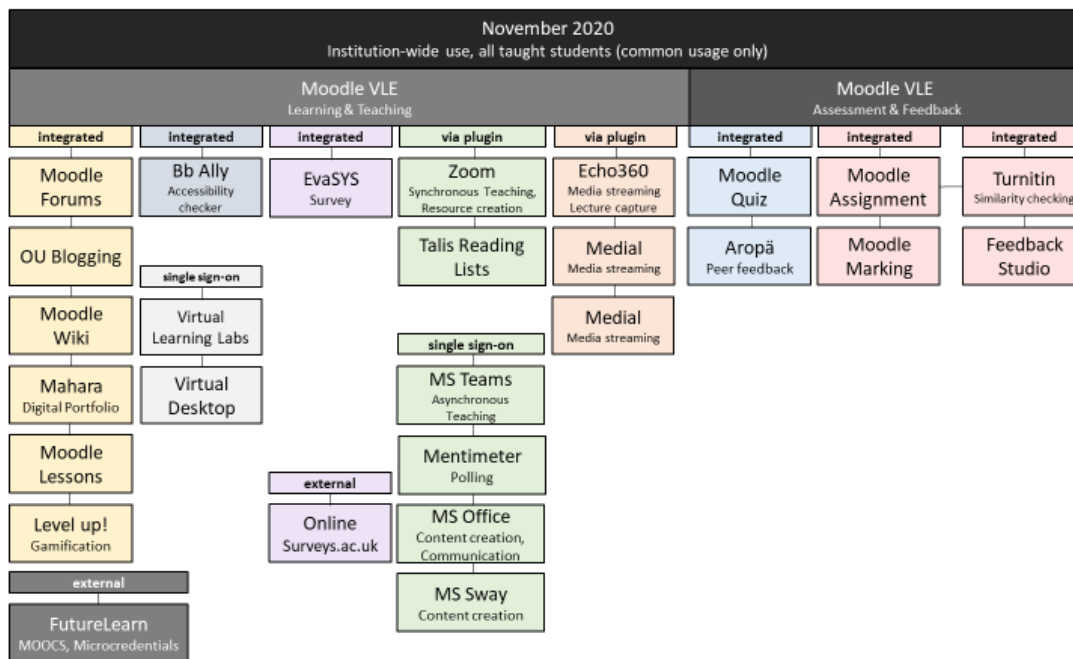 November 2020
Institution-wide use, all taught students (common usage only)
Moodle VLE
Learning & Teaching
Moodle VLE
Assessment & Feedback
integrated
Moodle
Forums
OU Blogging
Moodle
Wiki
Mahara
Digital Portfolio
Moodle
Lessons
Level up!
Gamification
external
FutureLearn
MOOCS, Microcredentials
integrated
Bb Ally
Accessibility
checker
single sign-on
Virtual
Learning Labs
Virtual
Desktop
integrated
EvaSYS
Survey
external
Online
Surveys.ac.uk
via plugin
Zoom
Synchronous Teaching,
Resource creation
Talis Reading
Lists
single sign-on
MS Teams
Asynchronous
Teaching
Mentimeter
Polling
MS Office
Content creation,
Communication
MS Sway
Content creation
via plugin
Echo360
Media streaming
Lecture capture
Medial
Media streaming
Medial
Media streaming
integrated
Moodle
Quiz
Aropä
Peer feedback
integrated
Moodle
Assignment
Moodle
Marking
integrated
Turnitin
Similarity checking
Feedback
Studio